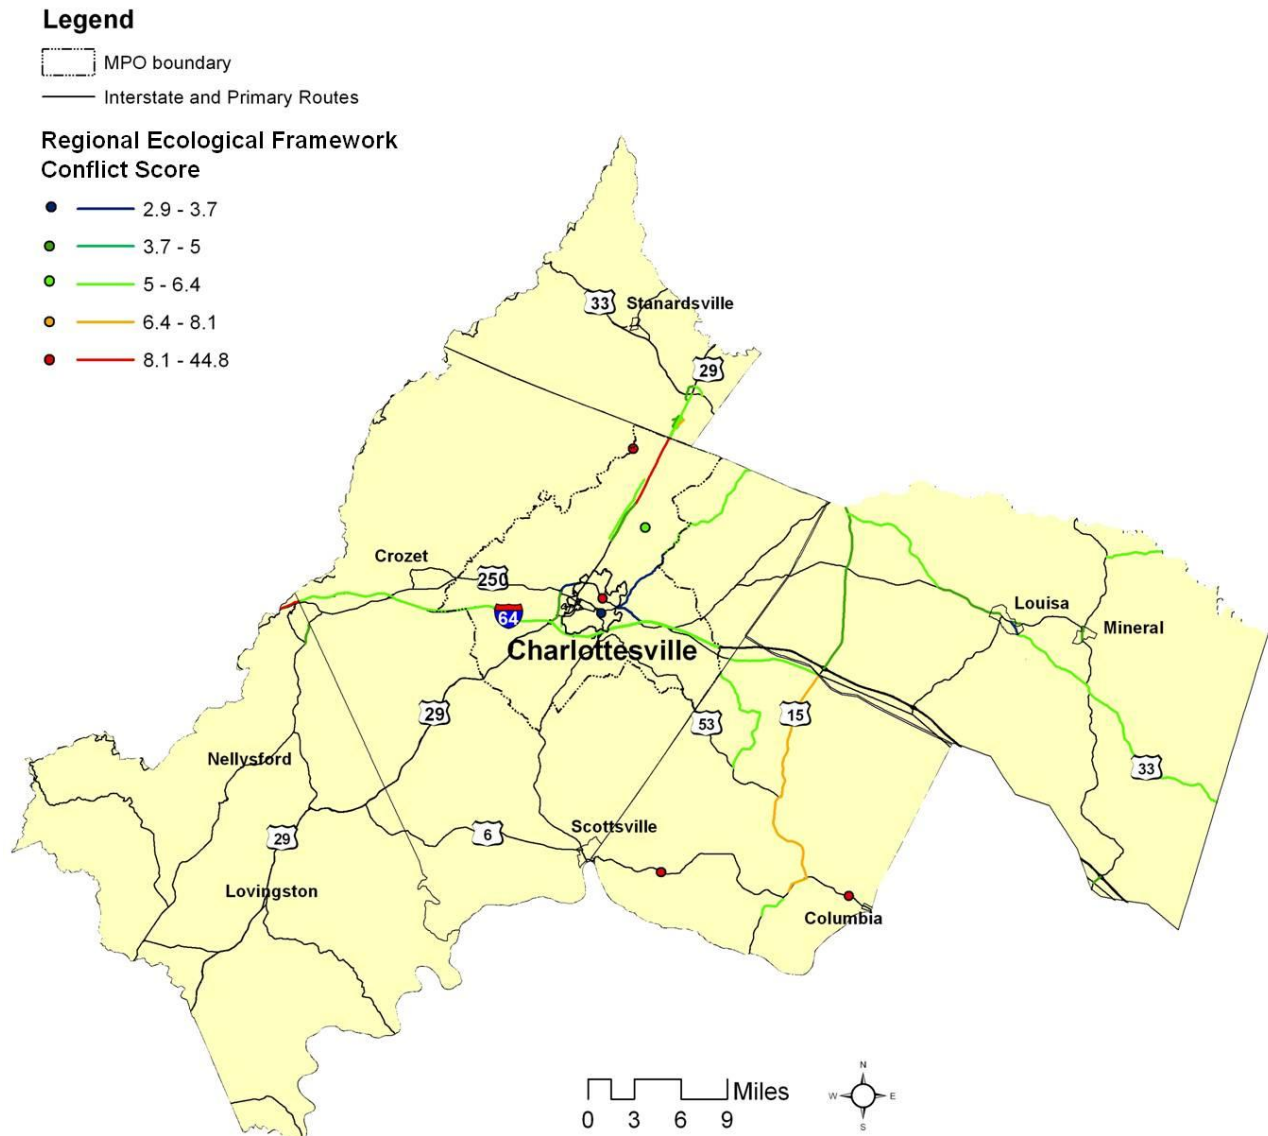 Legend
MPO boundary
Interstate and Primary Routes
Regional Ecological Framework
Conflict Score
2.9 - 3.7
3.7 - 5
5 - 6.4
6.4 - 8.1
8.1 - 44.8
33
Stanardsville
29
Crozet
250
64
Charlottesville
Louisa
Mineral
29
53
15
33
Nellysford
29
6
Scottsville
Lovingston
Columbia
Miles
0 3 6 9
N
W E
S